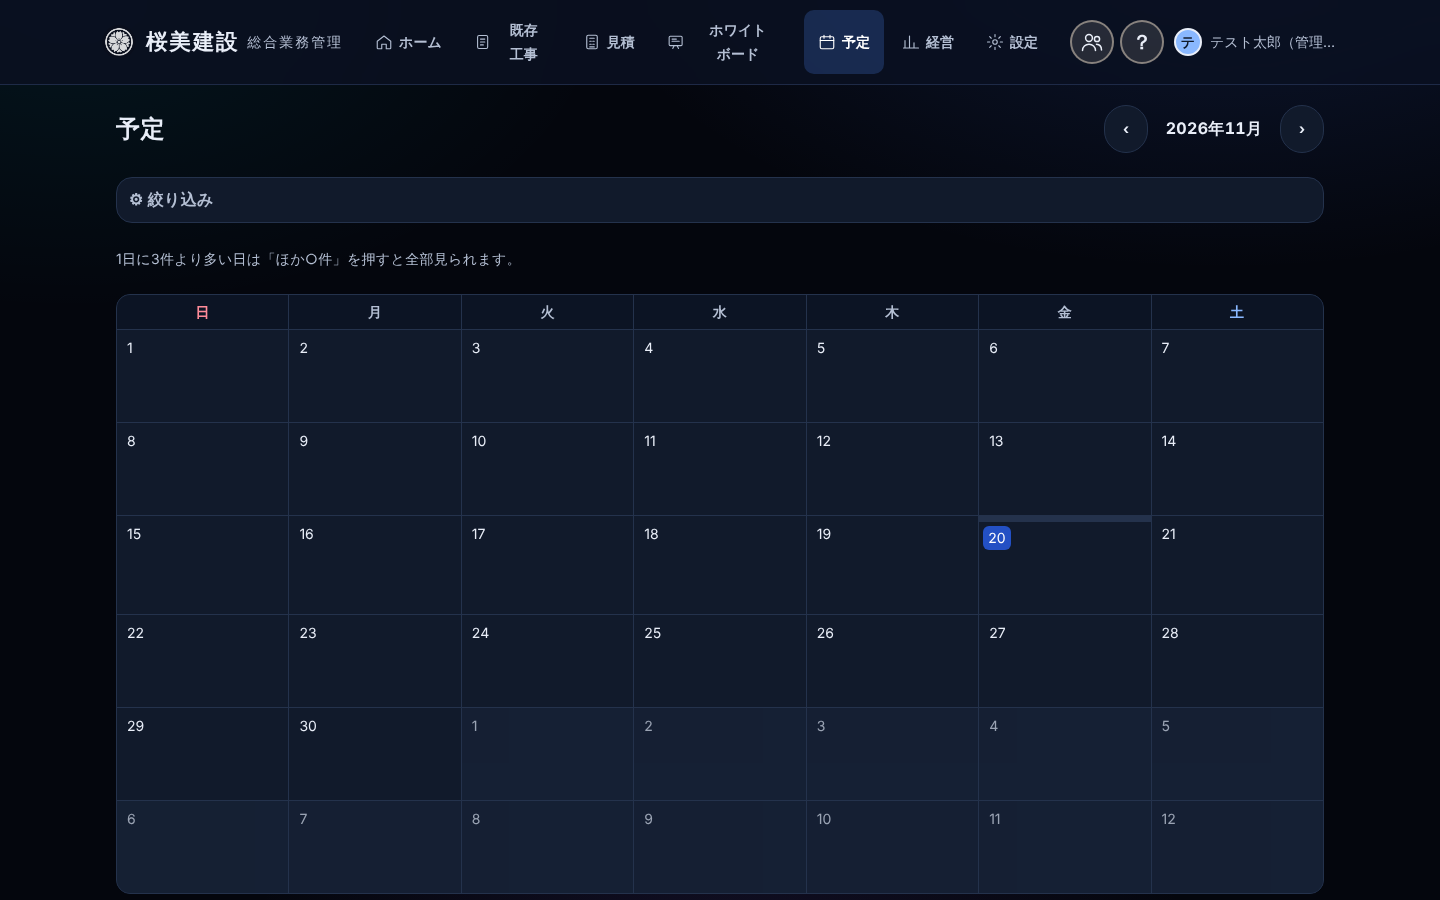 桜美建設 総合業務管理 ホーム 既存工事 見積 ホワイトボード 予定 経営 設定 ? テ テスト太郎（管理...
予定 ‹ 2026年11月 ›
⚙ 絞り込み
1日に3件より多い日は「ほか○件」を押すと全部見られます。
日 月 火 水 木 金 土
1 2 3 4 5 6 7
8 9 10 11 12 13 14
15 16 17 18 19 20 21
22 23 24 25 26 27 28
29 30 1 2 3 4 5
6 7 8 9 10 11 12